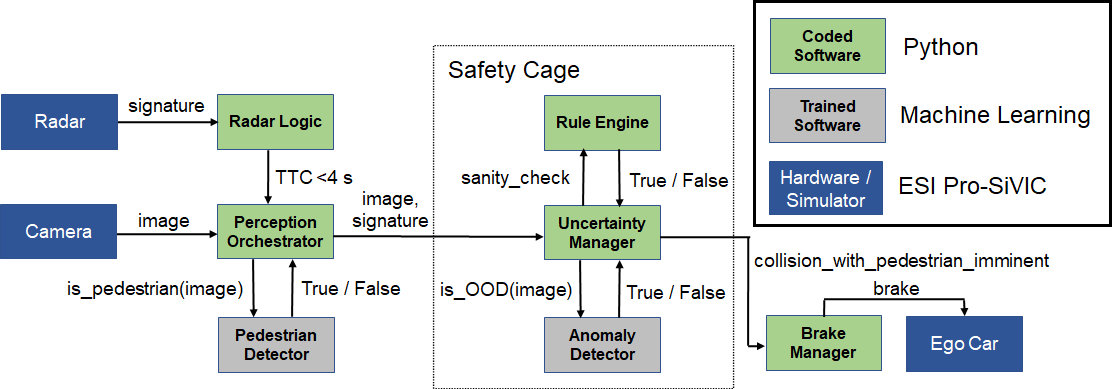 Coded
Software
Python
Safety Cage
Trained
Software
Machine Learning
signature
Radar
Radar Logic
Rule Engine
Hardware /
Simulator
ESI Pro-SiVIC
TTC <4 s
sanity_check
True / False
image,
signature
Camera
image
Perception
Orchestrator
Uncertainty
Manager
collision_with_pedestrian_imminent
is_pedestrian(image)
True / False
is_OOD(image)
True / False
brake
Pedestrian
Detector
Anomaly
Detector
Brake
Manager
Ego Car